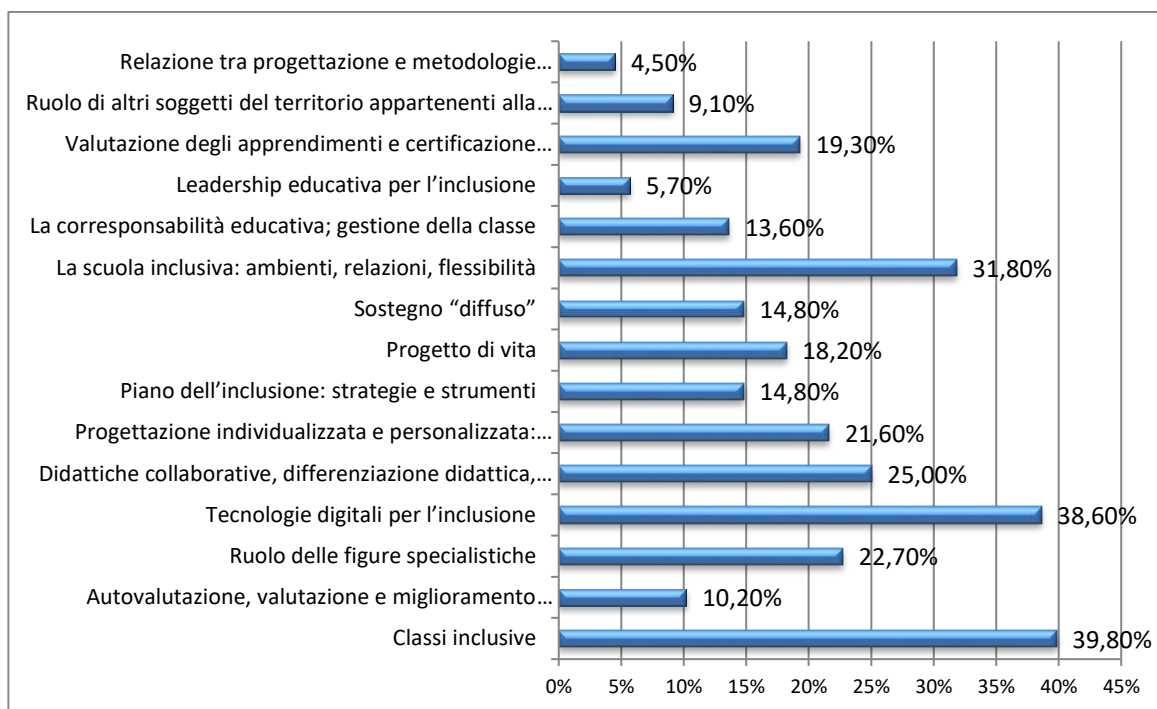 Relazione tra progettazione e metodologie... 4,50%
Ruolo di altri soggetti del territorio appartenenti alla... 9,10%
Valutazione degli apprendimenti e certificazione... 19,30%
Leadership educativa per l’inclusione 5,70%
La corresponsabilità educativa; gestione della classe 13,60%
La scuola inclusiva: ambienti, relazioni, flessibilità 31,80%
Sostegno “diffuso” 14,80%
Progetto di vita 18,20%
Piano dell’inclusione: strategie e strumenti 14,80%
Progettazione individualizzata e personalizzata:... 21,60%
Didattiche collaborative, differenziazione didattica,... 25,00%
Tecnologie digitali per l’inclusione 38,60%
Ruolo delle figure specialistiche 22,70%
Autovalutazione, valutazione e miglioramento... 10,20%
Classi inclusive 39,80%
0% 5% 10% 15% 20% 25% 30% 35% 40% 45%